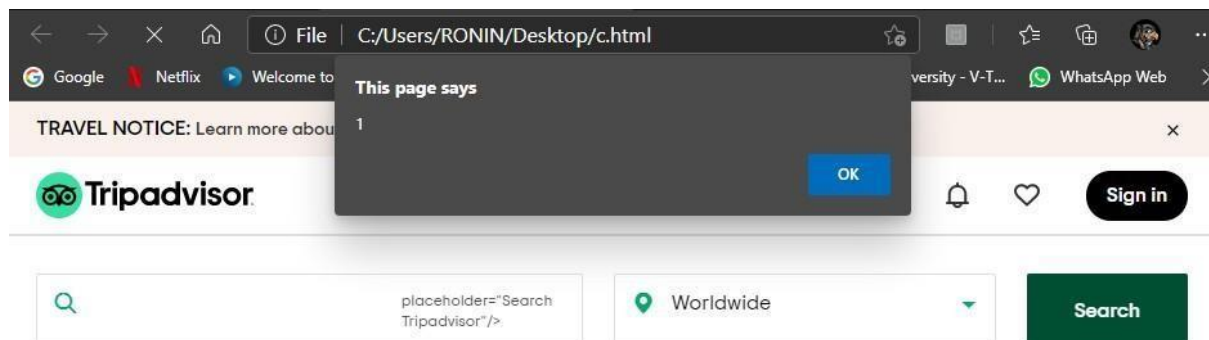 File C:/Users/RONIN/Desktop/c.html
Google Netflix Welcome to versity - V-T... WhatsApp Web
This page says
1
OK
TRAVEL NOTICE: Learn more abou
Tripadvisor
Sign in
placeholder="Search
Tripadvisor"/>
Worldwide
Search